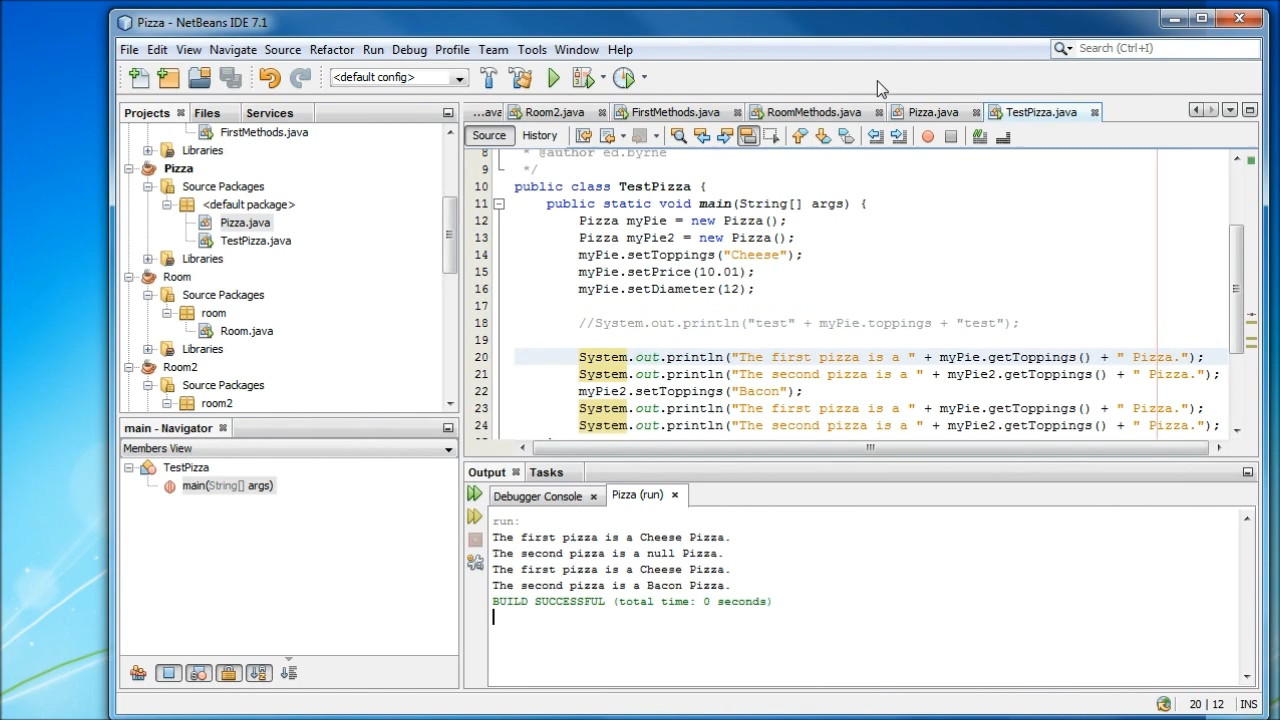 Pizza - NetBeans IDE 7.1
File Edit View Navigate Source Refactor Run Debug Profile Team Tools Window Help
Search (Ctrl+I)
<default config>
Projects Files Services
...ava Room2.java FirstMethods.java RoomMethods.java Pizza.java TestPizza.java
Source History
FirstMethods.java
Libraries
Pizza
Source Packages
<default package>
Pizza.java
TestPizza.java
Libraries
Room
Source Packages
room
Room.java
Libraries
Room2
Source Packages
room2
8 * @author ed.byrne
9 */
10 public class TestPizza {
11 public static void main(String[] args) {
12 Pizza myPie = new Pizza();
13 Pizza myPie2 = new Pizza();
14 myPie.setToppings("Cheese");
15 myPie.setPrice(10.01);
16 myPie.setDiameter(12);
17
18 //System.out.println("test" + myPie.toppings + "test");
19
20 System.out.println("The first pizza is a " + myPie.getToppings() + " Pizza.");
21 System.out.println("The second pizza is a " + myPie2.getToppings() + " Pizza.");
22 myPie2.setToppings("Bacon");
23 System.out.println("The first pizza is a " + myPie.getToppings() + " Pizza.");
24 System.out.println("The second pizza is a " + myPie2.getToppings() + " Pizza.");
main - Navigator
Members View
TestPizza
main(String[] args)
Output Tasks
Debugger Console Pizza (run)
run:
The first pizza is a Cheese Pizza.
The second pizza is a null Pizza.
The first pizza is a Cheese Pizza.
The second pizza is a Bacon Pizza.
BUILD SUCCESSFUL (total time: 0 seconds)
20 | 12 INS